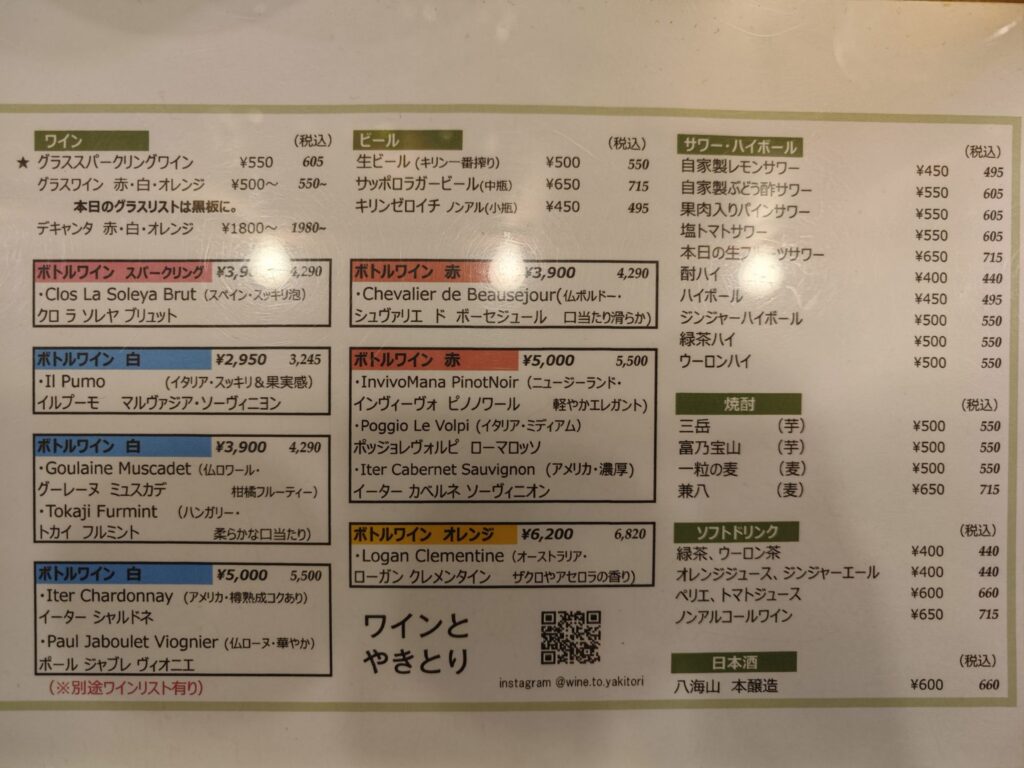 ワイン (税込)
★ グラススパークリングワイン ¥550 605
グラスワイン 赤・白・オレンジ ¥500～ 550~
本日のグラスリストは黒板に。
デキャンタ 赤・白・オレンジ ¥1800～ 1980~
ボトルワイン スパークリング ¥3,9 4,290
・Clos La Soleya Brut (スペイン・スッキリ泡)
クロ ラ ソレヤ ブリュット
ボトルワイン 白 ¥2,950 3,245
・Il Pumo (イタリア・スッキリ＆果実感)
イルプーモ マルヴァジア・ソーヴィニヨン
ボトルワイン 白 ¥3,900 4,290
・Goulaine Muscadet (仏ロワール・
グーレーヌ ミュスカデ 柑橘フルーティー)
・Tokaji Furmint (ハンガリー・
トカイ フルミント 柔らかな口当たり)
ボトルワイン 白 ¥5,000 5,500
・Iter Chardonnay (アメリカ・樽熟成コクあり)
イーター シャルドネ
・Paul Jaboulet Viognier (仏ローヌ・華やか)
ポール ジャブレ ヴィオニエ
(※別途ワインリスト有り)
ビール (税込)
生ビール (キリン一番搾り) ¥500 550
サッポロラガービール(中瓶) ¥650 715
キリンゼロイチ ノンアル(小瓶) ¥450 495
ボトルワイン 赤 ¥3,900 4,290
・Chevalier de Beausejour(仏ボルドー・
シュヴァリエ ド ボーセジュール 口当たり滑らか)
ボトルワイン 赤 ¥5,000 5,500
・InvivoMana PinotNoir (ニュージーランド・
インヴィーヴォ ピノノワール 軽やかエレガント)
・Poggio Le Volpi (イタリア・ミディアム)
ポッジョレヴォルピ ローマロッソ
・Iter Cabernet Sauvignon (アメリカ・濃厚)
イーター カベルネ ソーヴィニオン
ボトルワイン オレンジ ¥6,200 6,820
・Logan Clementine (オーストラリア・
ローガン クレメンタイン ザクロやアセロラの香り)
ワインと
やきとり
instagram @wine.to.yakitori
サワー・ハイボール (税込)
自家製レモンサワー ¥450 495
自家製ぶどう酢サワー ¥550 605
果肉入りパインサワー ¥550 605
塩トマトサワー ¥550 605
本日の生フルーツサワー ¥650 715
酎ハイ ¥400 440
ハイボール ¥450 495
ジンジャーハイボール ¥500 550
緑茶ハイ ¥500 550
ウーロンハイ ¥500 550
焼酎 (税込)
三岳 (芋) ¥500 550
富乃宝山 (芋) ¥500 550
一粒の麦 (麦) ¥500 550
兼八 (麦) ¥650 715
ソフトドリンク (税込)
緑茶、ウーロン茶 ¥400 440
オレンジジュース、ジンジャーエール ¥400 440
ペリエ、トマトジュース ¥600 660
ノンアルコールワイン ¥650 715
日本酒 (税込)
八海山 本醸造 ¥600 660